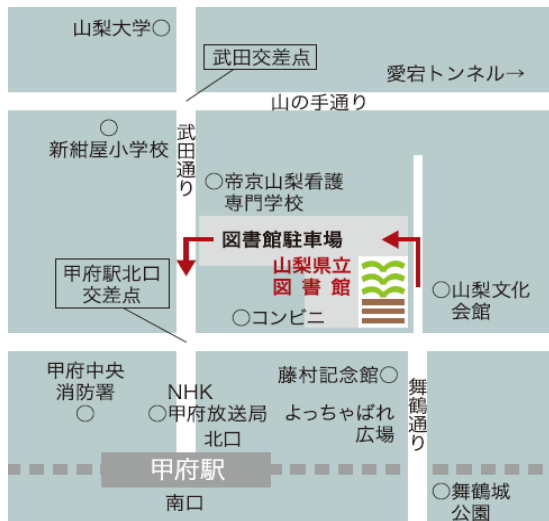 山梨大学
武田交差点
愛宕トンネル→
山の手通り
新紺屋小学校
武田通り
帝京山梨看護
専門学校
図書館駐車場
山梨県立
図書館
甲府駅北口
交差点
コンビニ
山梨文化
会館
甲府中央
消防署
NHK
甲府放送局
北口
藤村記念館
よっちゃばれ
広場
舞鶴通り
甲府駅
南口
舞鶴城
公園